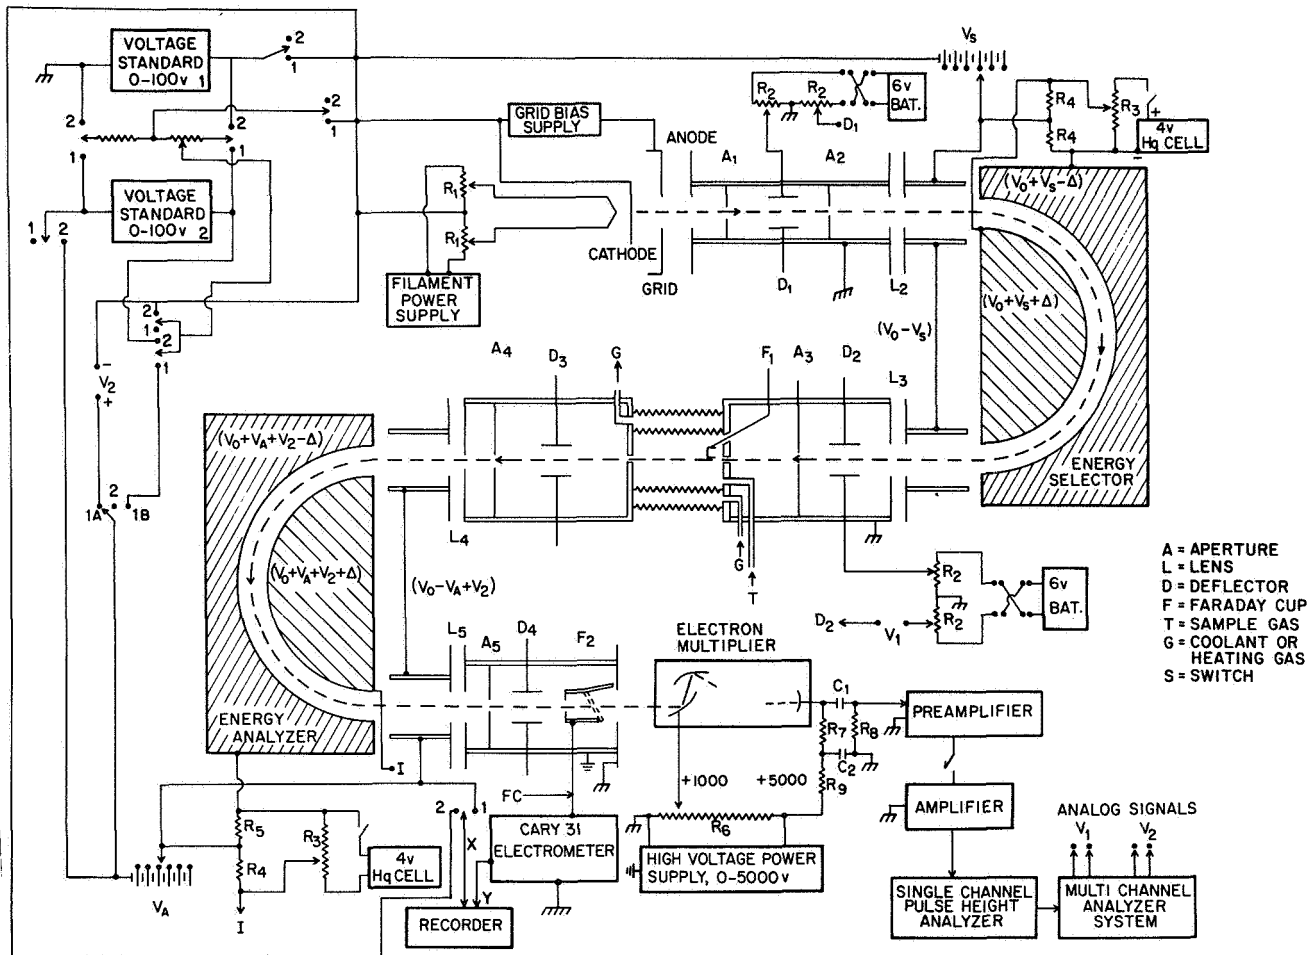 2
VOLTAGE
STANDARD
0-100v 1
1
VS
2
1
2
2
1
1
VOLTAGE
STANDARD
0-100v 2
1 2
GRID BIAS
SUPPLY
ANODE
A1
A2
R2 R2
D1
6v
BAT.
R4
R4
R3
+
4v
Hg CELL
-
R1
R1
CATHODE
GRID
D1
L2
FILAMENT
POWER
SUPPLY
(V0+VS-Δ)
(V0+VS+Δ)
(V0-VS)
ENERGY
SELECTOR
2
1
2
1
-
V2
+
1A 2 1B
A4
D3
G
F1
A3
D2
L3
L4
G
T
(V0+VA+V2-Δ)
(V0+VA+V2+Δ)
(V0-VA+V2)
ENERGY
ANALYZER
R2
R2
6v
BAT.
D2
V1
A = APERTURE
L = LENS
D = DEFLECTOR
F = FARADAY CUP
T = SAMPLE GAS
G = COOLANT OR
HEATING GAS
S = SWITCH
L5
A5
D4
F2
ELECTRON
MULTIPLIER
C1
R7
R8
C2
R9
PREAMPLIFIER
AMPLIFIER
I
+1000
+5000
R6
HIGH VOLTAGE POWER
SUPPLY, 0-5000v
FC
2 1
X
Y
CARY 31
ELECTROMETER
RECORDER
R5
R4
R3
4v
Hg CELL
I
VA
ANALOG SIGNALS
V1
V2
SINGLE CHANNEL
PULSE HEIGHT
ANALYZER
MULTI CHANNEL
ANALYZER
SYSTEM